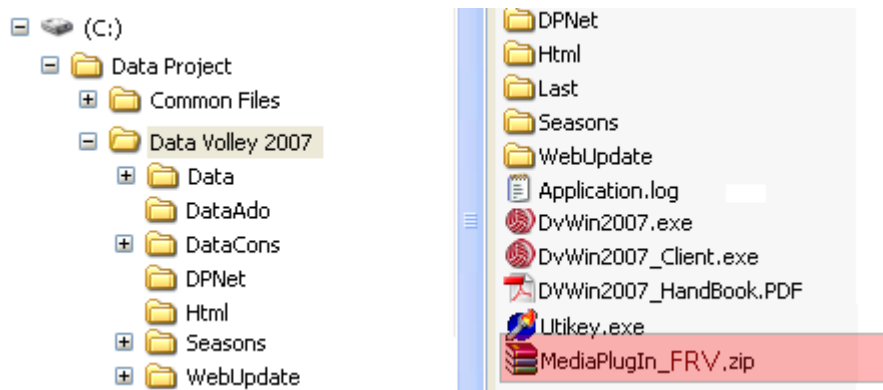 (C:)
Data Project
Common Files
Data Volley 2007
Data
DataAdo
DataCons
DPNet
Html
Seasons
WebUpdate
DPNet
Html
Last
Seasons
WebUpdate
Application.log
DvWin2007.exe
DvWin2007_Client.exe
DVWin2007_HandBook.PDF
Utikey.exe
MediaPlugIn_FRV.zip